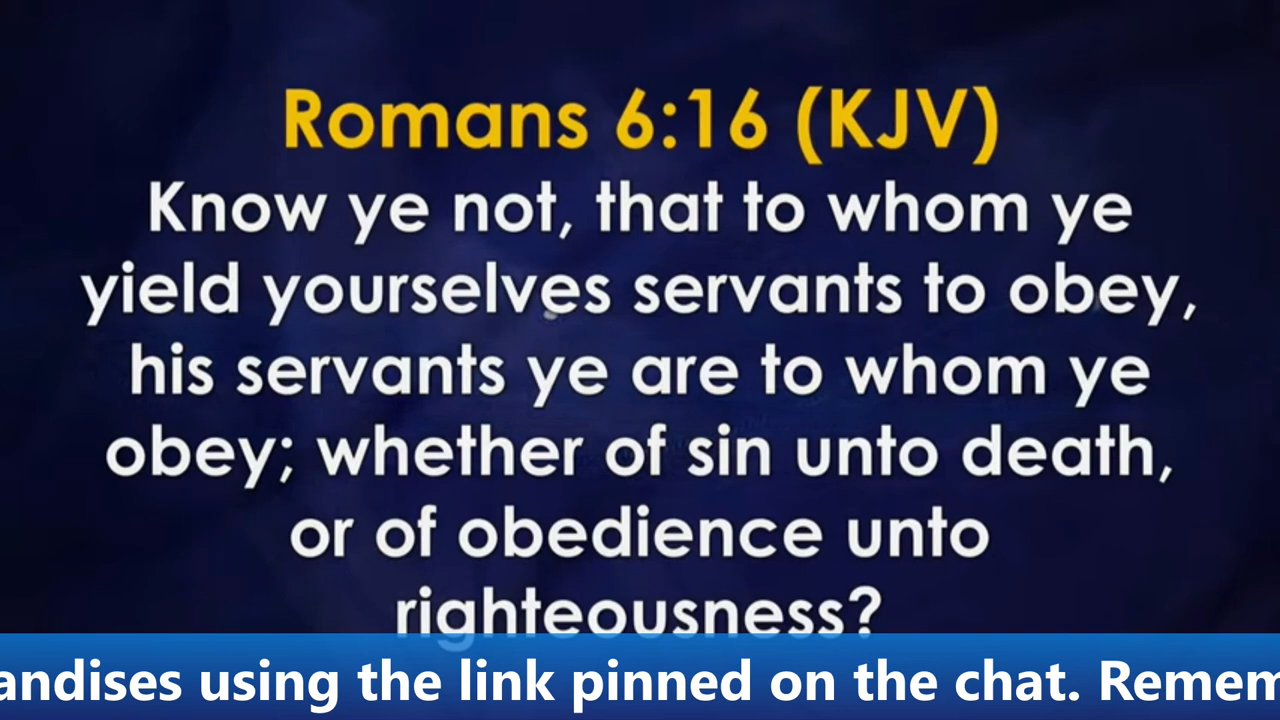 Romans 6:16 (KJV)
Know ye not, that to whom ye
yield yourselves servants to obey,
his servants ye are to whom ye
obey; whether of sin unto death,
or of obedience unto
righteousness?
andises using the link pinned on the chat. Remem